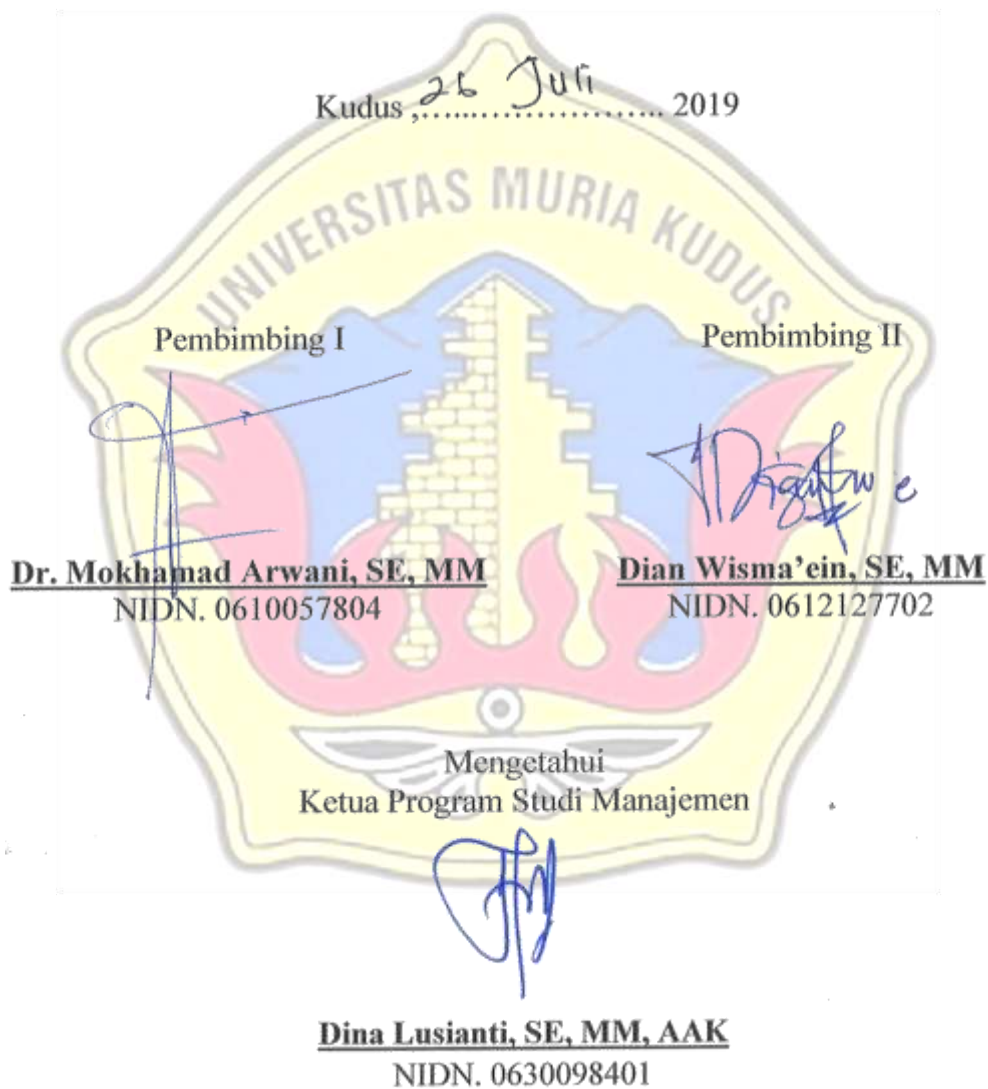 Kudus ,26 Juli 2019
UNIVERSITAS MURIA KUDUS
Pembimbing I
Pembimbing II
Dr. Mokhamad Arwani, SE, MM
Dian Wisma'ein, SE, MM
NIDN. 0610057804
NIDN. 0612127702
Mengetahui
Ketua Program Studi Manajemen
Dina Lusianti, SE, MM, AAK
NIDN. 0630098401